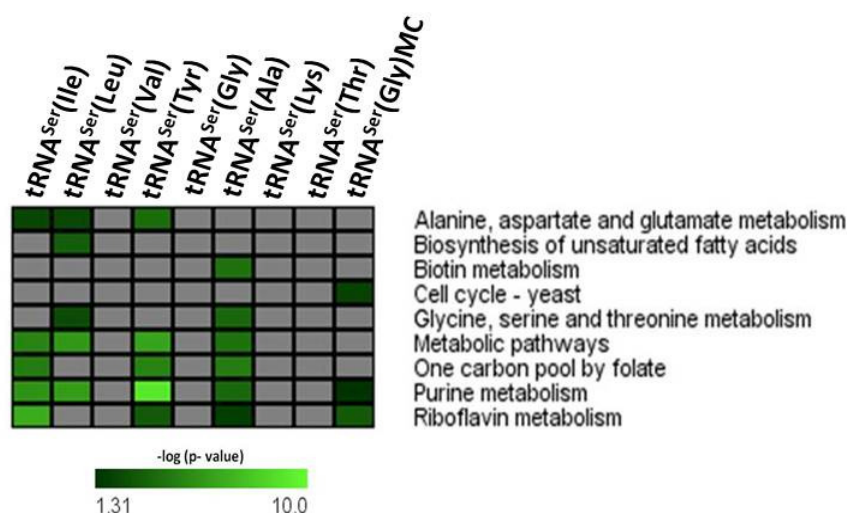 tRNASer(Ile)
tRNASer(Leu)
tRNASer(Val)
tRNASer(Tyr)
tRNASer(Gly)
tRNASer(Ala)
tRNASer(Lys)
tRNASer(Thr)
tRNASer(Gly)MC
Alanine, aspartate and glutamate metabolism
Biosynthesis of unsaturated fatty acids
Biotin metabolism
Cell cycle - yeast
Glycine, serine and threonine metabolism
Metabolic pathways
One carbon pool by folate
Purine metabolism
Riboflavin metabolism
-log (p- value)
1.31 10.0